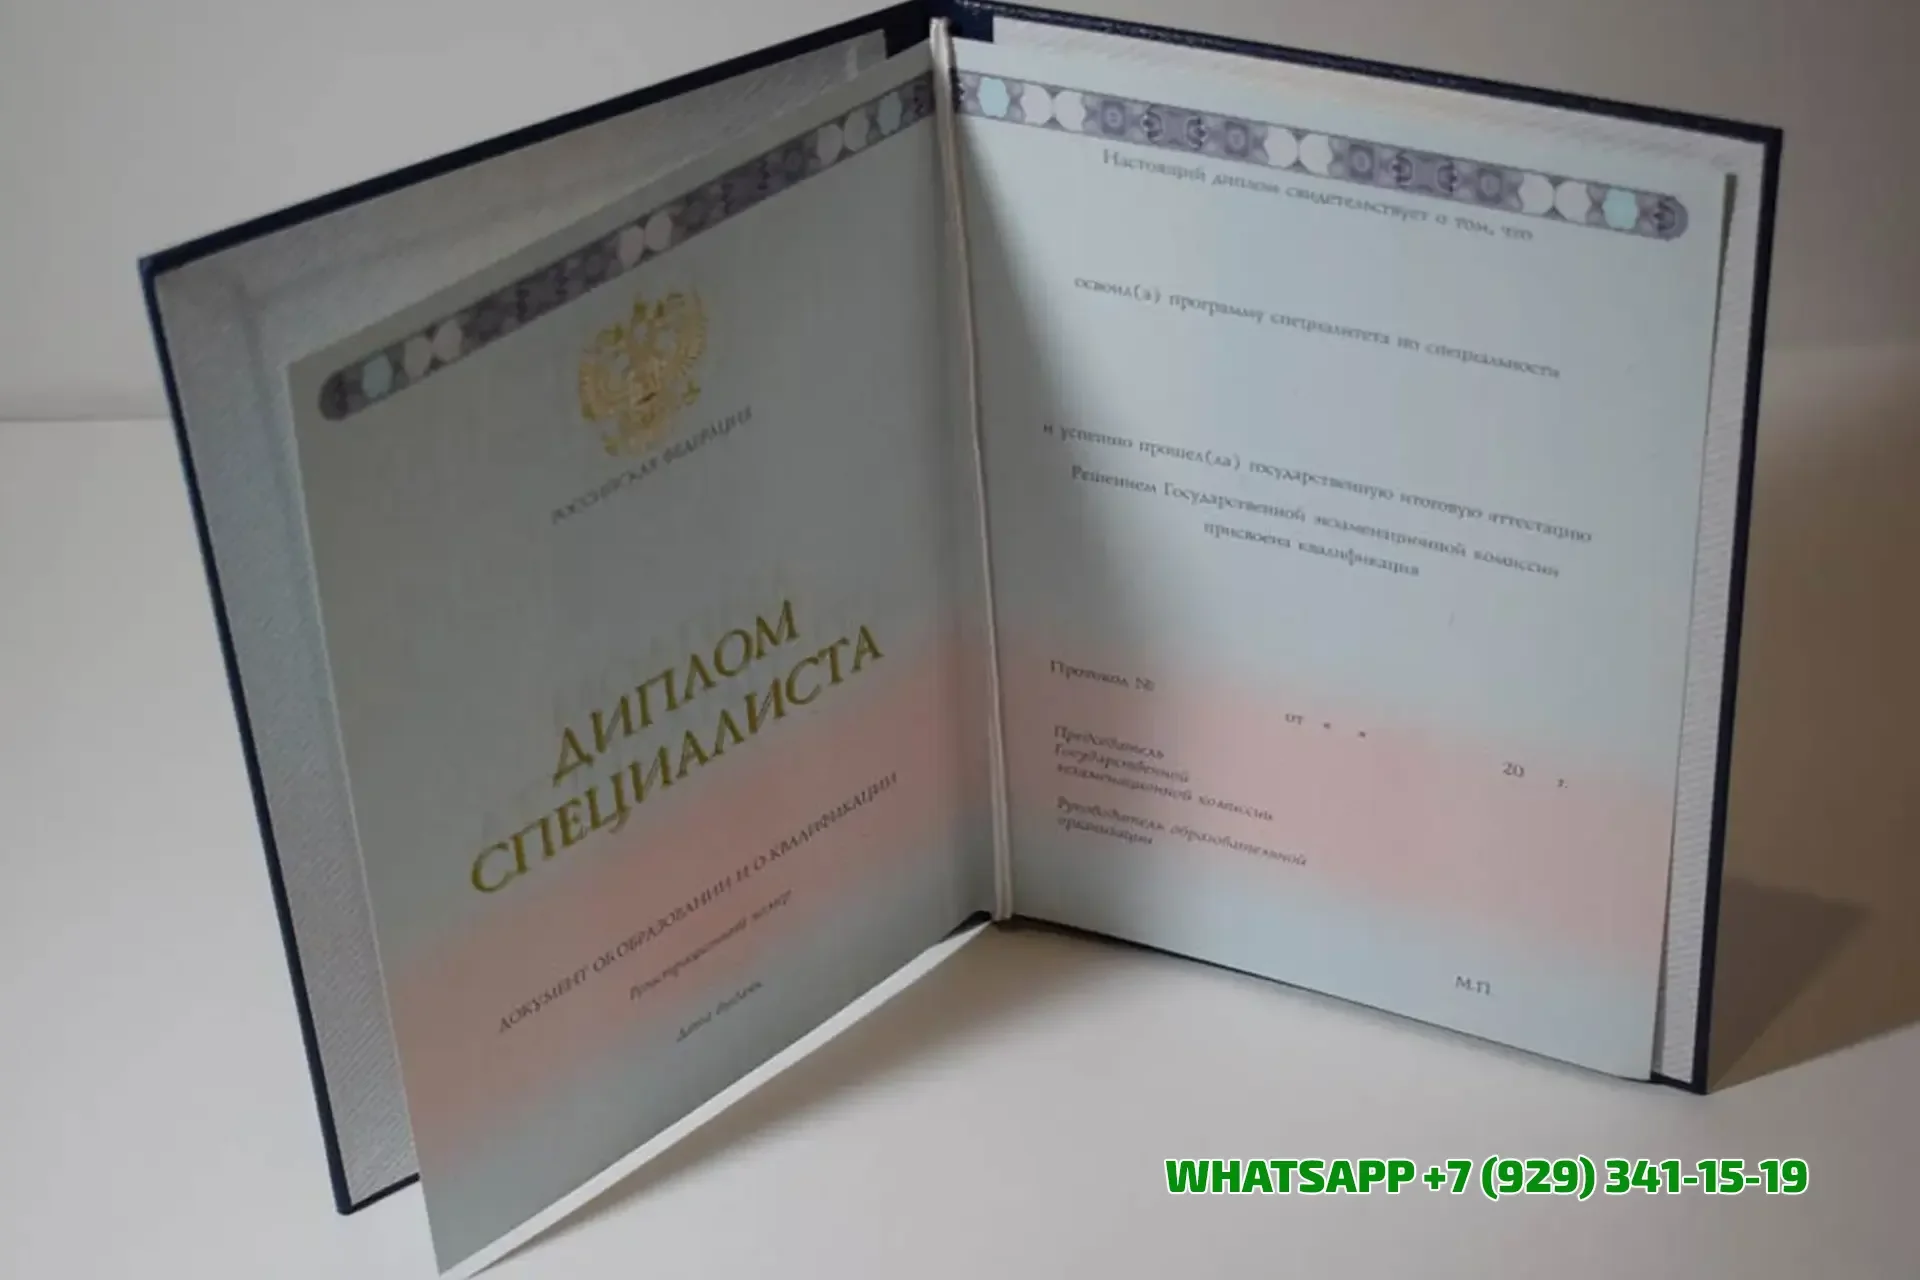 РОССИЙСКАЯ ФЕДЕРАЦИЯ
ДИПЛОМ
СПЕЦИАЛИСТА
ДОКУМЕНТ ОБ ОБРАЗОВАНИИ И О КВАЛИФИКАЦИИ
Регистрационный номер
Дата выдачи
Настоящий диплом свидетельствует о том, что
освоил(а) программу специалитета по специальности
и успешно прошел(ла) государственную итоговую аттестацию
Решением Государственной экзаменационной комиссии
присвоена квалификация
Протокол №
от « »
20 г.
Председатель
Государственной
экзаменационной комиссии
Руководитель образовательной
организации
М.П.
WHATSAPP +7 (929) 341-15-19